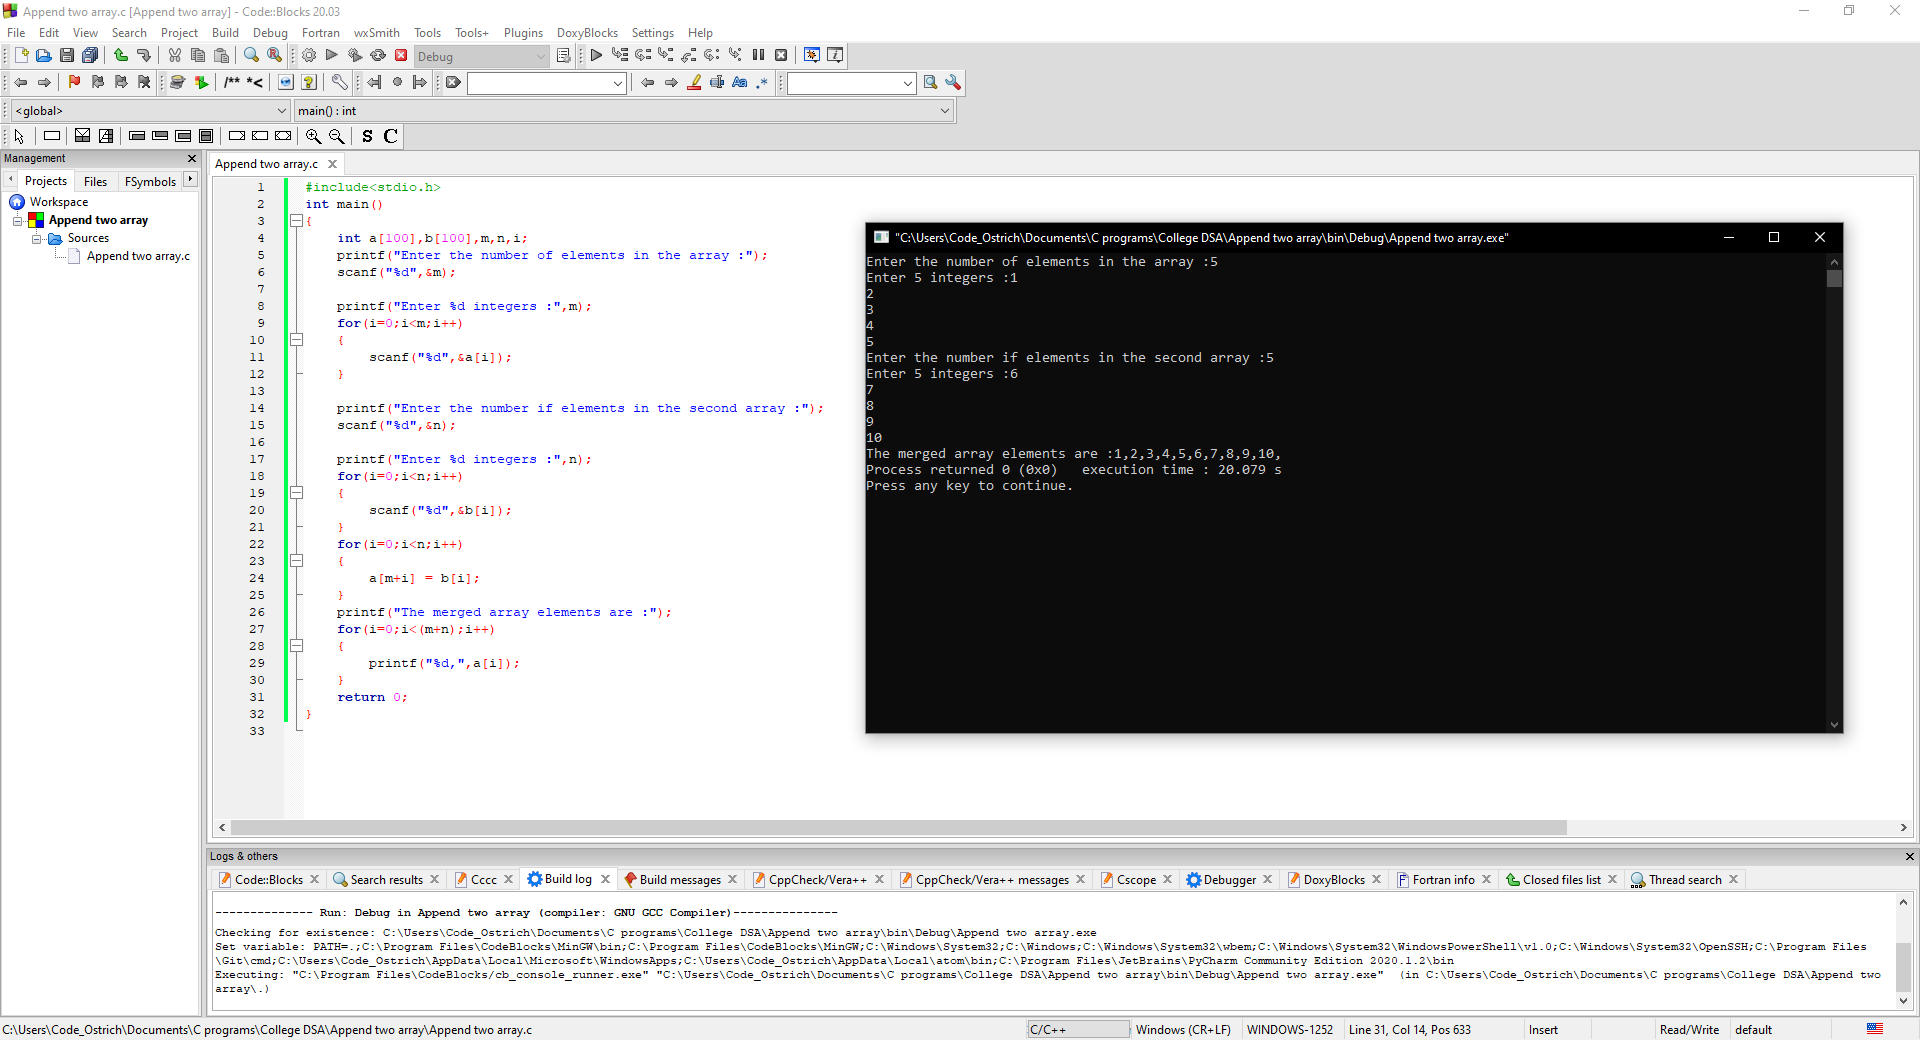 Append two array.c [Append two array] - Code::Blocks 20.03
File Edit View Search Project Build Debug Fortran wxSmith Tools Tools+ Plugins DoxyBlocks Settings Help
Debug
/** *<
Aa .*
<global> main() : int
S C
Management
Projects Files FSymbols
Workspace
Append two array
Sources
Append two array.c
Append two array.c
1 #include<stdio.h>
2 int main()
3 {
4 int a[100],b[100],m,n,i;
5 printf("Enter the number of elements in the array :");
6 scanf("%d",&m);
7
8 printf("Enter %d integers :",m);
9 for(i=0;i<m;i++)
10 {
11 scanf("%d",&a[i]);
12 }
13
14 printf("Enter the number if elements in the second array :");
15 scanf("%d",&n);
16
17 printf("Enter %d integers :",n);
18 for(i=0;i<n;i++)
19 {
20 scanf("%d",&b[i]);
21 }
22 for(i=0;i<n;i++)
23 {
24 a[m+i] = b[i];
25 }
26 printf("The merged array elements are :");
27 for(i=0;i<(m+n);i++)
28 {
29 printf("%d,",a[i]);
30 }
31 return 0;
32 }
33
"C:\Users\Code_Ostrich\Documents\C programs\College DSA\Append two array\bin\Debug\Append two array.exe"
Enter the number of elements in the array :5
Enter 5 integers :1
2
3
4
5
Enter the number if elements in the second array :5
Enter 5 integers :6
7
8
9
10
The merged array elements are :1,2,3,4,5,6,7,8,9,10,
Process returned 0 (0x0)   execution time : 20.079 s
Press any key to continue.
Logs & others
Code::Blocks Search results Cccc Build log Build messages CppCheck/Vera++ CppCheck/Vera++ messages Cscope Debugger DoxyBlocks Fortran info Closed files list Thread search
-------------- Run: Debug in Append two array (compiler: GNU GCC Compiler)---------------
Checking for existence: C:\Users\Code_Ostrich\Documents\C programs\College DSA\Append two array\bin\Debug\Append two array.exe
Set variable: PATH=.;C:\Program Files\CodeBlocks\MinGW\bin;C:\Program Files\CodeBlocks\MinGW;C:\Windows\System32;C:\Windows;C:\Windows\System32\wbem;C:\Windows\System32\WindowsPowerShell\v1.0;C:\Windows\System32\OpenSSH;C:\Program Files
\Git\cmd;C:\Users\Code_Ostrich\AppData\Local\Microsoft\WindowsApps;C:\Users\Code_Ostrich\AppData\Local\atom\bin;C:\Program Files\JetBrains\PyCharm Community Edition 2020.1.2\bin
Executing: "C:\Program Files\CodeBlocks/cb_console_runner.exe" "C:\Users\Code_Ostrich\Documents\C programs\College DSA\Append two array\bin\Debug\Append two array.exe"  (in C:\Users\Code_Ostrich\Documents\C programs\College DSA\Append two
array\.)
C:\Users\Code_Ostrich\Documents\C programs\College DSA\Append two array\Append two array.c C/C++ Windows (CR+LF) WINDOWS-1252 Line 31, Col 14, Pos 633 Insert Read/Write default